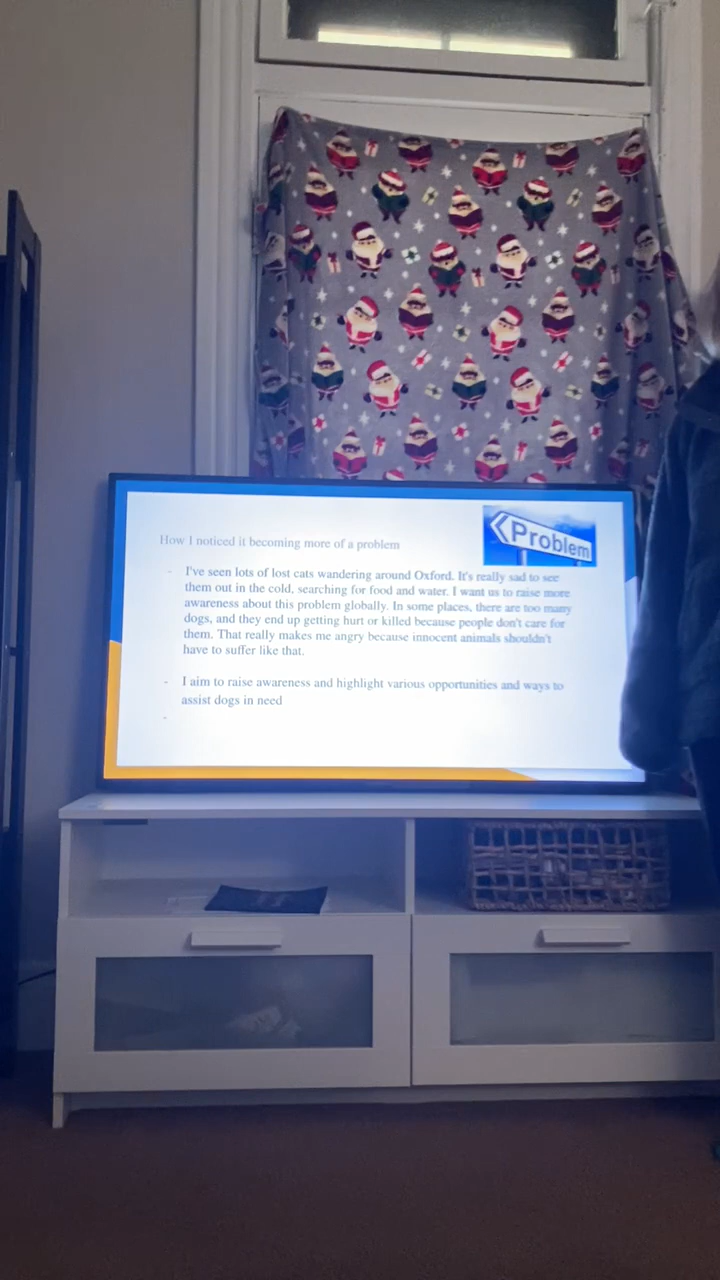 Problem
How I noticed it becoming more of a problem
- I've seen lots of lost cats wandering around Oxford. It's really sad to see
them out in the cold, searching for food and water. I want us to raise more
awareness about this problem globally. In some places, there are too many
dogs, and they end up getting hurt or killed because people don't care for
them. That really makes me angry because innocent animals shouldn't
have to suffer like that.
- I aim to raise awareness and highlight various opportunities and ways to
assist dogs in need
-